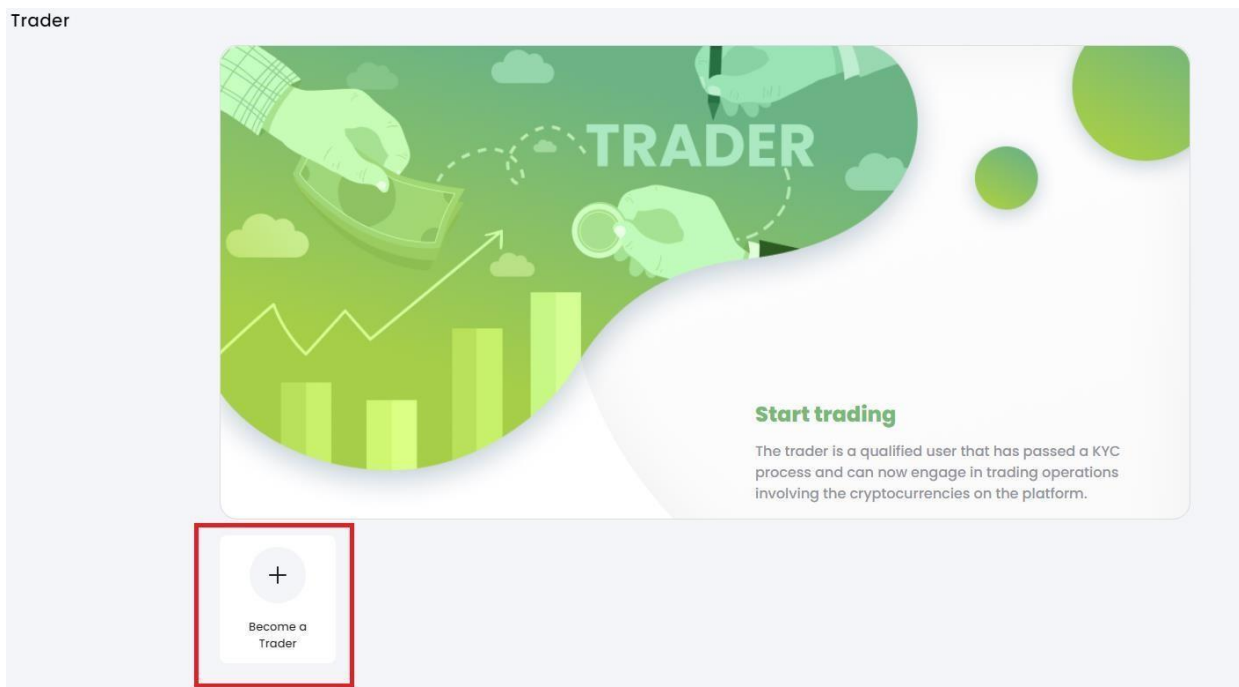 Trader
TRADER
Start trading
The trader is a qualified user that has passed a KYC
process and can now engage in trading operations
involving the cryptocurrencies on the platform.
Become a
Trader